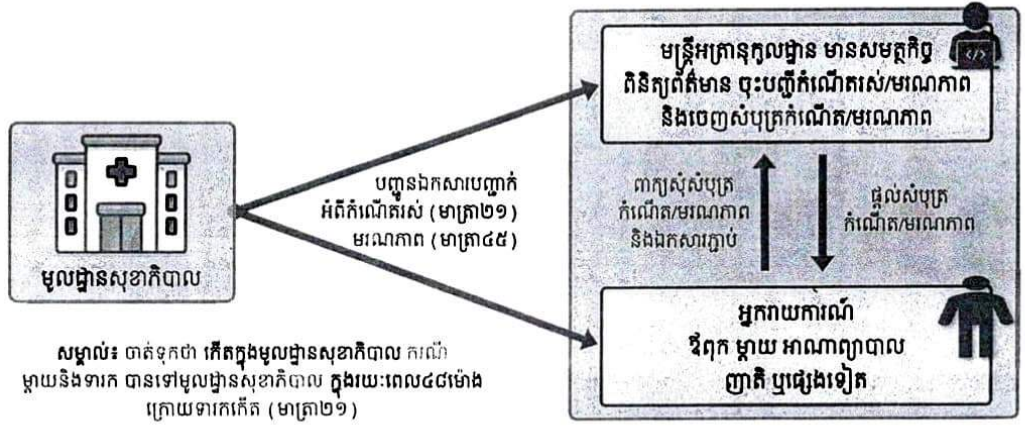 មូលដ្ឋានសុខាភិបាល
សម្គាល់៖ ចាត់ទុកថា កើតក្នុងមូលដ្ឋានសុខាភិបាល ករណី
ម្តាយនិងទារក បានទៅមូលដ្ឋានសុខាភិបាល ក្នុងរយៈពេល៤៨ម៉ោង
ក្រោយទារកកើត (មាត្រា២១)
បញ្ជូនឯកសារបញ្ជាក់
អំពីកំណើតរស់ (មាត្រា២១)
មរណភាព (មាត្រា៤៥)
មន្ត្រីអត្រានុកូលដ្ឋាន មានសមត្ថកិច្ច
ពិនិត្យព័ត៌មាន ចុះបញ្ជីកំណើតរស់/មរណភាព
និងចេញសំបុត្រកំណើត/មរណភាព
ពាក្យសុំសំបុត្រ
កំណើត/មរណភាព
និងឯកសារភ្ជាប់
ផ្តល់សំបុត្រ
កំណើត/មរណភាព
អ្នករាយការណ៍
ឪពុក ម្តាយ អាណាព្យាបាល
ញាតិ ឬផ្សេងទៀត